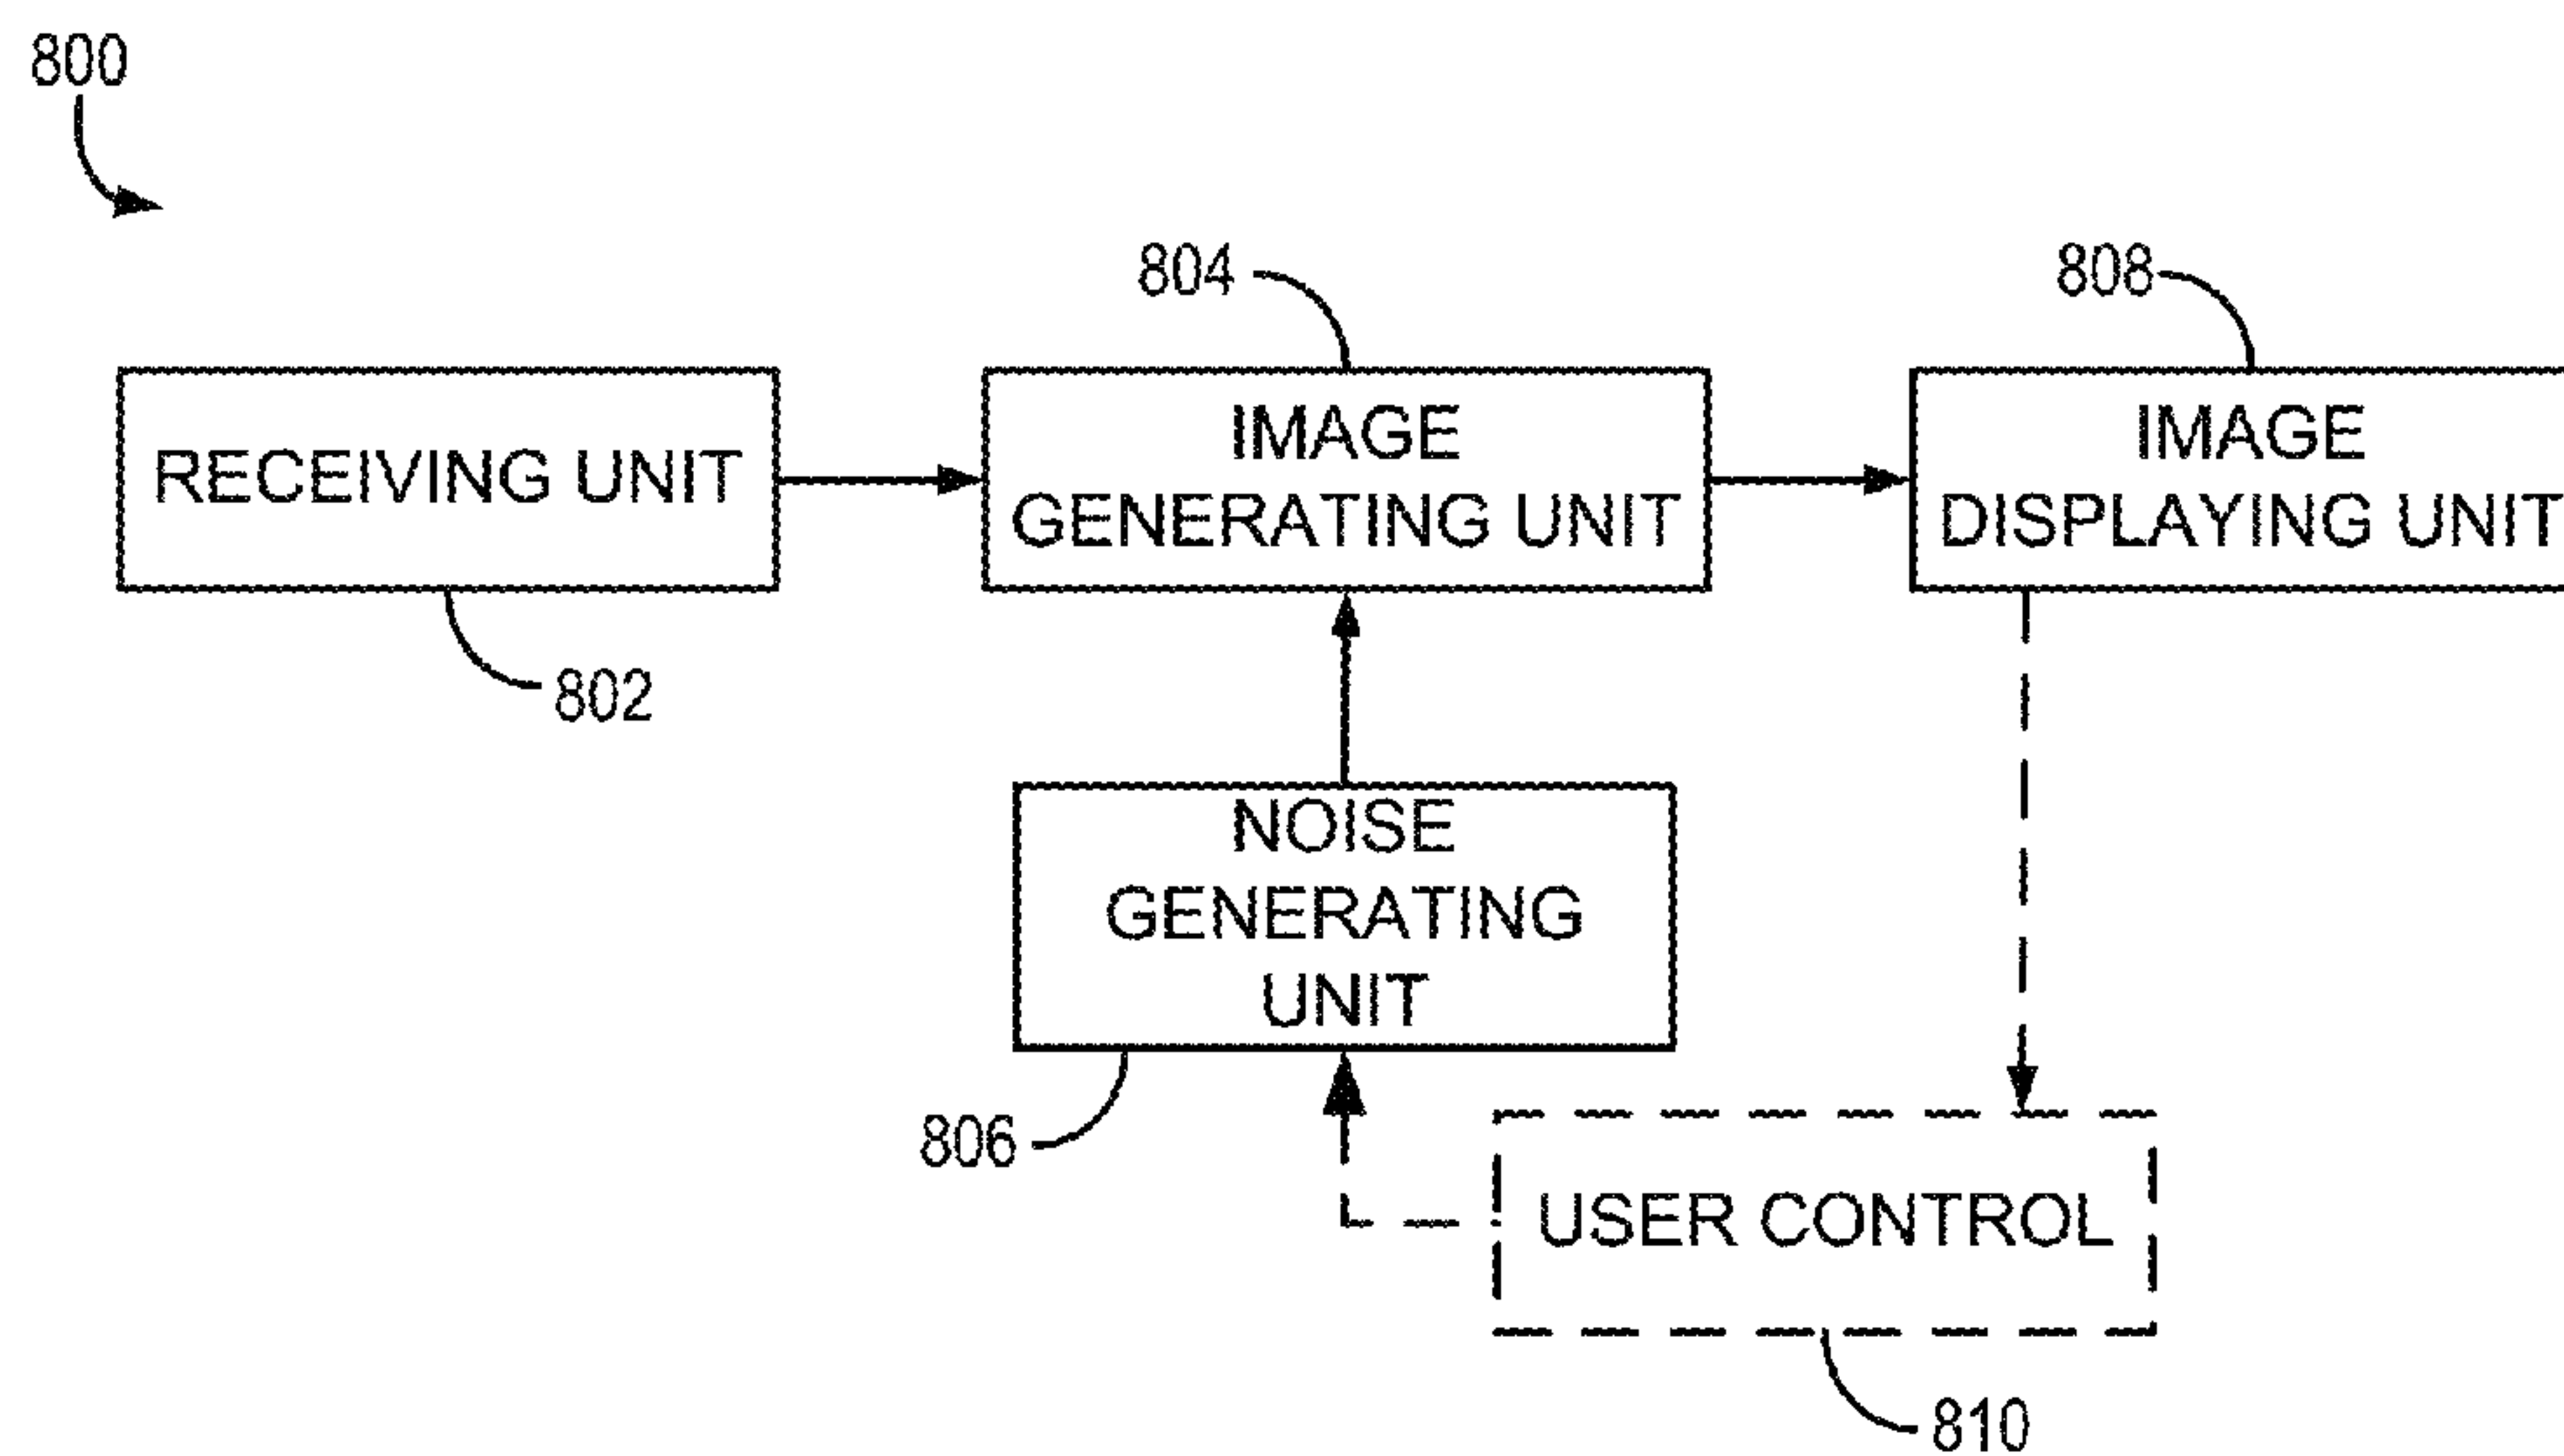 800
804
808
RECEIVING UNIT
IMAGE
GENERATING UNIT
IMAGE
DISPLAYING UNIT
802
NOISE
GENERATING
UNIT
806
USER CONTROL
810